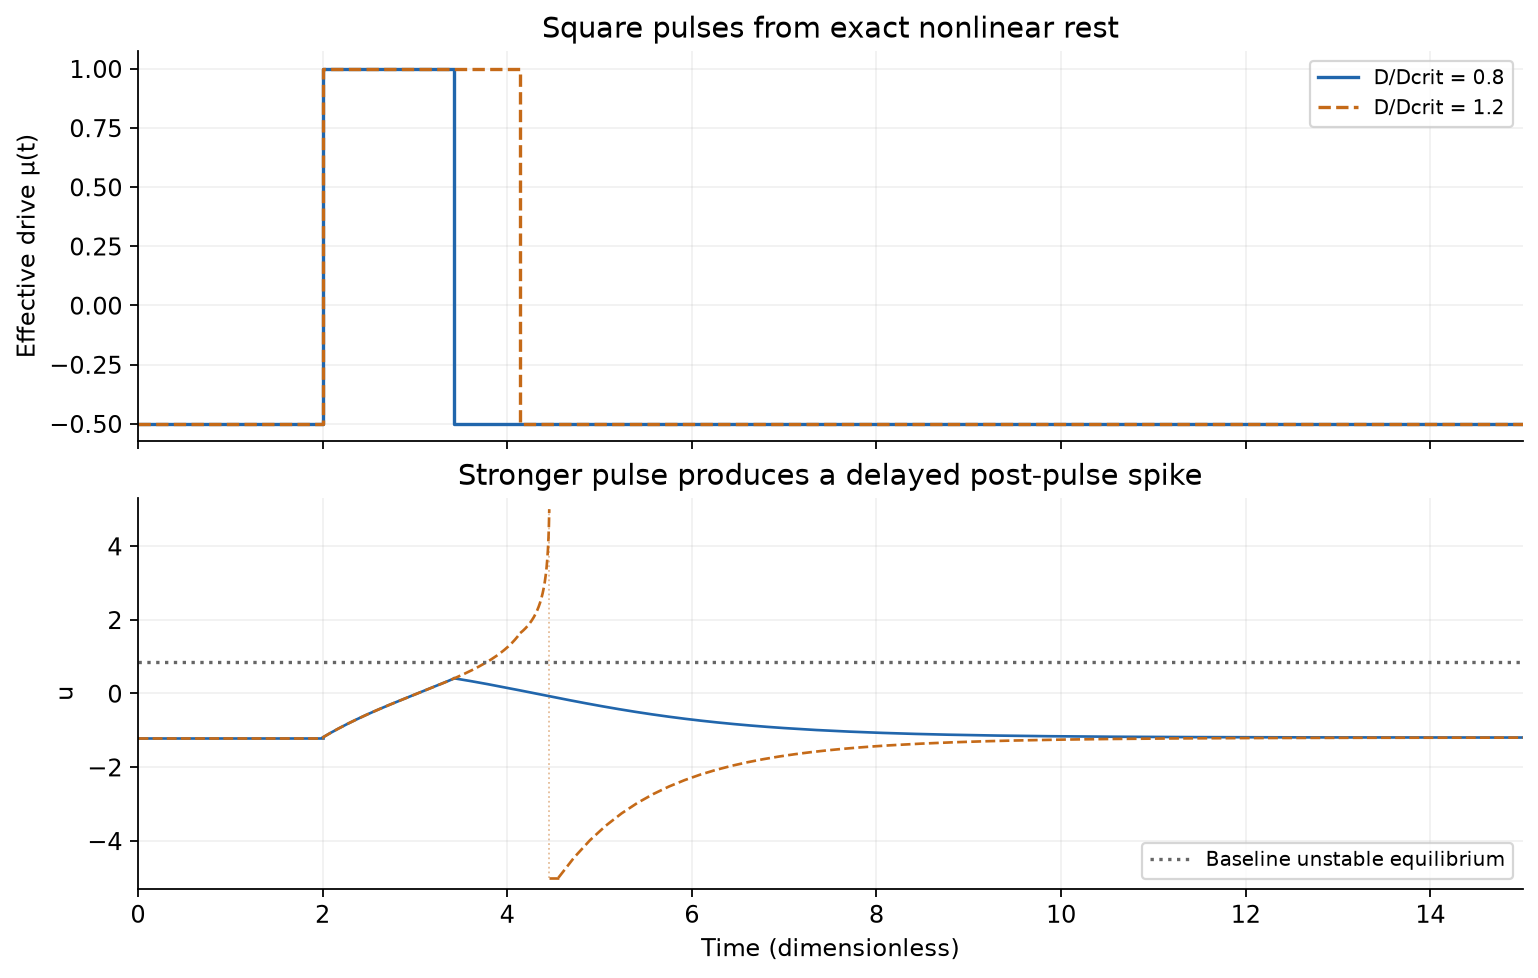 Square pulses from exact nonlinear rest
Effective drive μ(t)
1.00
0.75
0.50
0.25
0.00
−0.25
−0.50
D/Dcrit = 0.8
D/Dcrit = 1.2
Stronger pulse produces a delayed post-pulse spike
u
4
2
0
−2
−4
Baseline unstable equilibrium
0 2 4 6 8 10 12 14
Time (dimensionless)